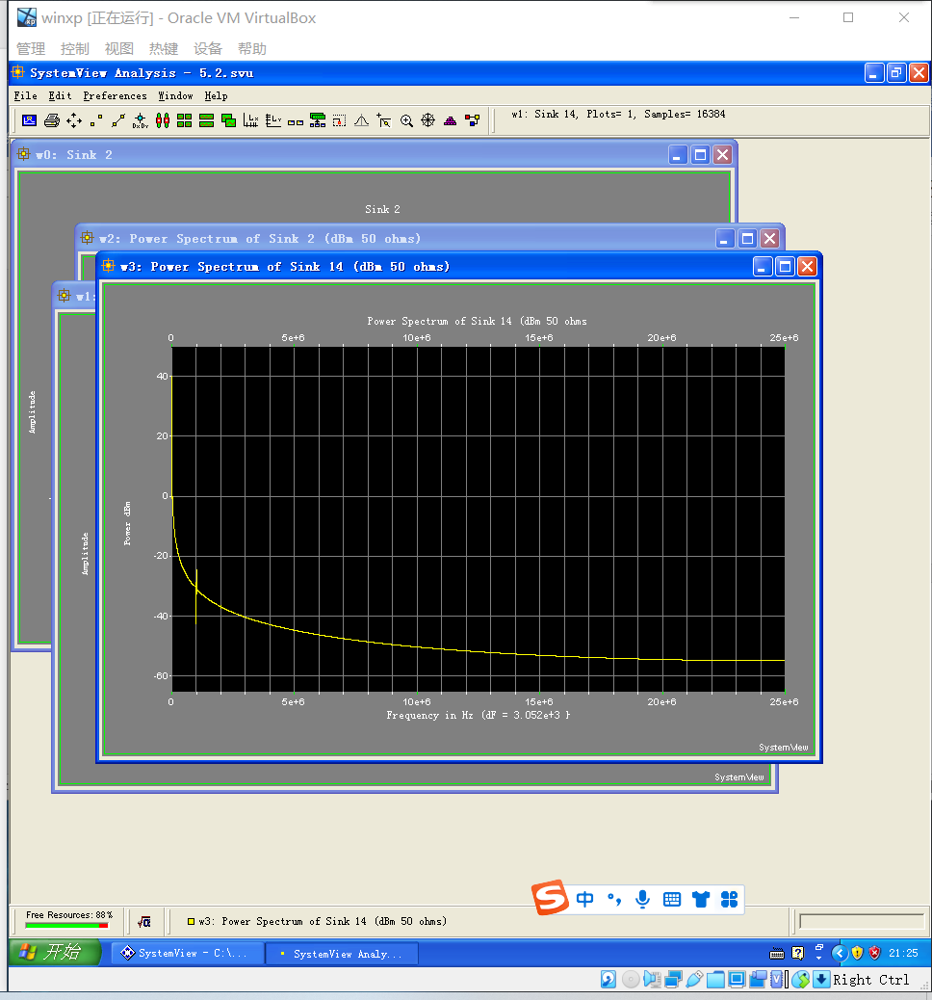 winxp [正在运行] - Oracle VM VirtualBox
管理 控制 视图 热键 设备 帮助
SystemView Analysis - 5.2.svu
File Edit Preferences Window Help
w1: Sink 14, Plots= 1, Samples= 16384
w0: Sink 2
Sink 2
w2: Power Spectrum of Sink 2 (dBm 50 ohms)
w3: Power Spectrum of Sink 14 (dBm 50 ohms)
w1:
Power Spectrum of Sink 14 (dBm 50 ohms
0 5e+6 10e+6 15e+6 20e+6 25e+6
40
20
0
-20
-40
-60
Amplitude
Amplitude
Power dBm
0 5e+6 10e+6 15e+6 20e+6 25e+6
Frequency in Hz (dF = 3.052e+3 )
SystemView
SystemView
中
Free Resources: 88%
w3: Power Spectrum of Sink 14 (dBm 50 ohms)
开始 SystemView - C:\... SystemView Analy... 21:25
Right Ctrl